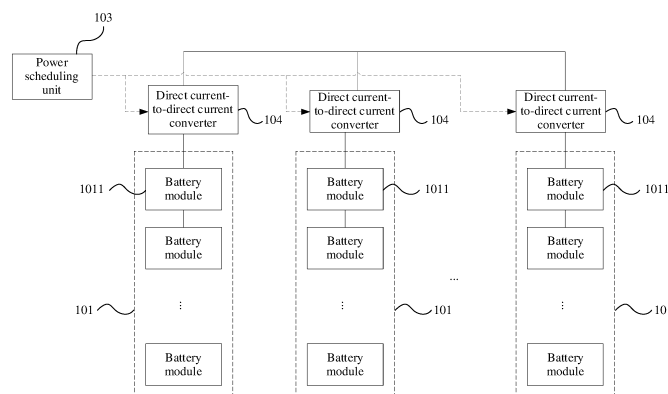 103
Power
scheduling
unit
Direct current-
to-direct current
converter
104
Direct current-
to-direct current
converter
104
Direct current-
to-direct current
converter
104
1011
Battery
module
Battery
module
1011
Battery
module
1011
Battery
module
Battery
module
Battery
module
...
101
...
...
101
...
10
Battery
module
Battery
module
Battery
module